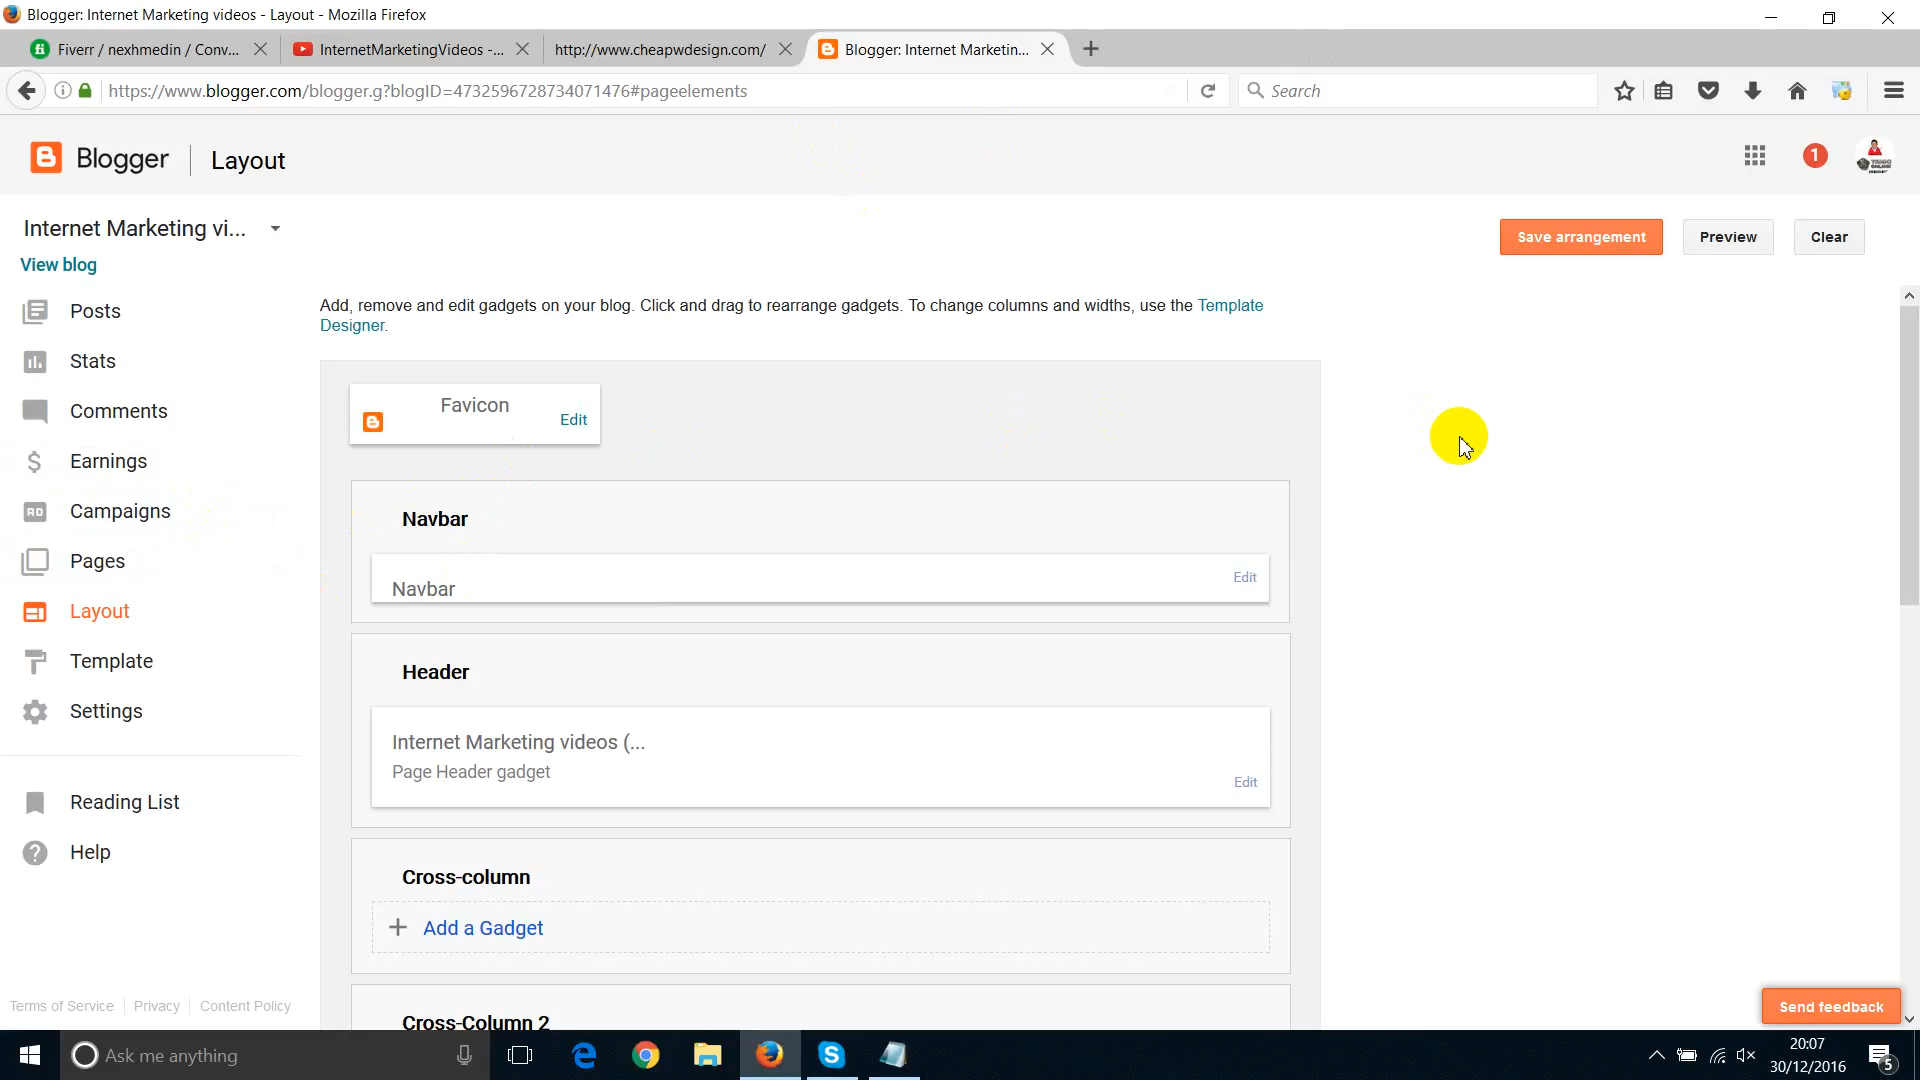 Blogger: Internet Marketing videos - Layout - Mozilla Firefox
Fiverr / nexhmedin / Conv...
InternetMarketingVideos -...
http://www.cheapwdesign.com/
Blogger: Internet Marketin...
https://www.blogger.com/blogger.g?blogID=4732596728734071476#pageelements
Search
Blogger
Layout
1
Internet Marketing vi...
View blog
Save arrangement
Preview
Clear
Posts
Stats
Comments
Earnings
Campaigns
Pages
Layout
Template
Settings
Reading List
Help
Terms of Service
Privacy
Content Policy
Add, remove and edit gadgets on your blog. Click and drag to rearrange gadgets. To change columns and widths, use the Template
Designer.
Favicon
Edit
Navbar
Navbar
Edit
Header
Internet Marketing videos (...
Page Header gadget
Edit
Cross-column
Add a Gadget
Cross-Column 2
Send feedback
Ask me anything
20:07
30/12/2016
5